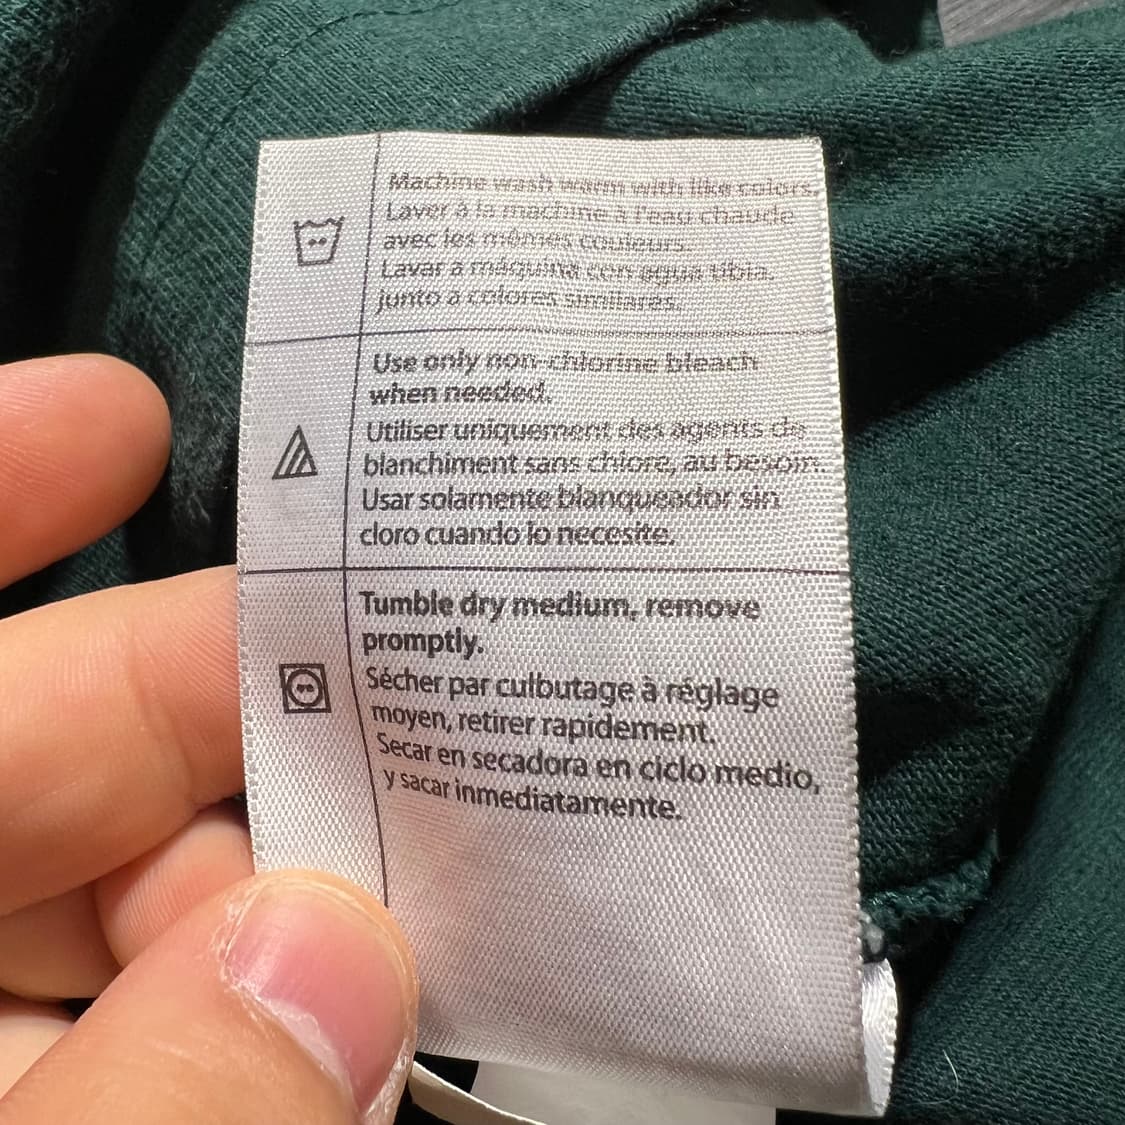 Machine wash warm with like colors.
Laver à la machine à l'eau chaude
avec les mêmes couleurs.
Lavar a máquina con agua tibia.
junto a colores similares.
Use only non-chlorine bleach
when needed.
Utiliser uniquement des agents de
blanchiment sans chlore, au besoin.
Usar solamente blanqueador sin
cloro cuando lo necesite.
Tumble dry medium, remove
promptly.
Sécher par culbutage à réglage
moyen, retirer rapidement.
Secar en secadora en ciclo medio,
y sacar inmediatamente.